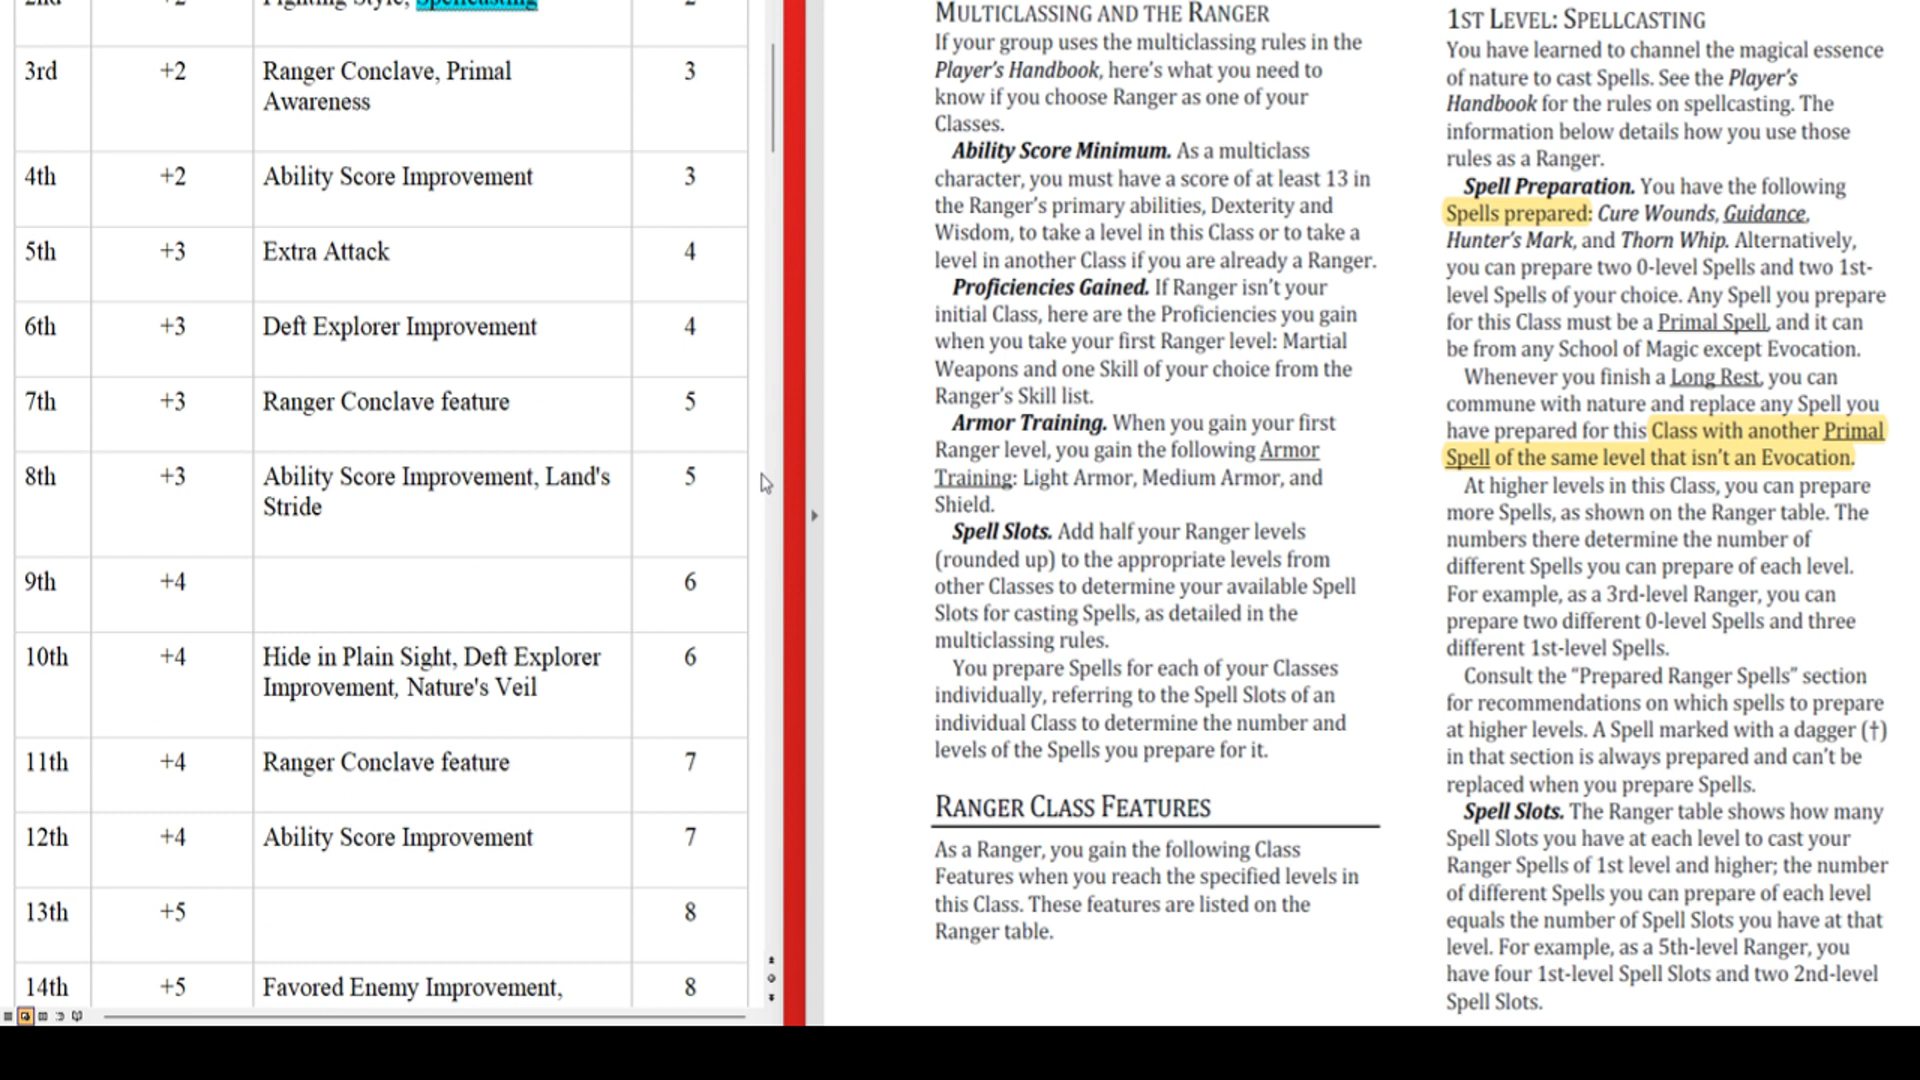 2nd +2 Fighting Style, Spellcasting 2
3rd +2 Ranger Conclave, Primal 3
Awareness
4th +2 Ability Score Improvement 3
5th +3 Extra Attack 4
6th +3 Deft Explorer Improvement 4
7th +3 Ranger Conclave feature 5
8th +3 Ability Score Improvement, Land's 5
Stride
9th +4 6
10th +4 Hide in Plain Sight, Deft Explorer 6
Improvement, Nature's Veil
11th +4 Ranger Conclave feature 7
12th +4 Ability Score Improvement 7
13th +5 8
14th +5 Favored Enemy Improvement, 8
MULTICLASSING AND THE RANGER
If your group uses the multiclassing rules in the
Player's Handbook, here's what you need to
know if you choose Ranger as one of your
Classes.
Ability Score Minimum. As a multiclass
character, you must have a score of at least 13 in
the Ranger's primary abilities, Dexterity and
Wisdom, to take a level in this Class or to take a
level in another Class if you are already a Ranger.
Proficiencies Gained. If Ranger isn't your
initial Class, here are the Proficiencies you gain
when you take your first Ranger level: Martial
Weapons and one Skill of your choice from the
Ranger's Skill list.
Armor Training. When you gain your first
Ranger level, you gain the following Armor
Training: Light Armor, Medium Armor, and
Shield.
Spell Slots. Add half your Ranger levels
(rounded up) to the appropriate levels from
other Classes to determine your available Spell
Slots for casting Spells, as detailed in the
multiclassing rules.
You prepare Spells for each of your Classes
individually, referring to the Spell Slots of an
individual Class to determine the number and
levels of the Spells you prepare for it.
RANGER CLASS FEATURES
As a Ranger, you gain the following Class
Features when you reach the specified levels in
this Class. These features are listed on the
Ranger table.
1ST LEVEL: SPELLCASTING
You have learned to channel the magical essence
of nature to cast Spells. See the Player's
Handbook for the rules on spellcasting. The
information below details how you use those
rules as a Ranger.
Spell Preparation. You have the following
Spells prepared: Cure Wounds, Guidance,
Hunter's Mark, and Thorn Whip. Alternatively,
you can prepare two 0-level Spells and two 1st-
level Spells of your choice. Any Spell you prepare
for this Class must be a Primal Spell, and it can
be from any School of Magic except Evocation.
Whenever you finish a Long Rest, you can
commune with nature and replace any Spell you
have prepared for this Class with another Primal
Spell of the same level that isn't an Evocation.
At higher levels in this Class, you can prepare
more Spells, as shown on the Ranger table. The
numbers there determine the number of
different Spells you can prepare of each level.
For example, as a 3rd-level Ranger, you can
prepare two different 0-level Spells and three
different 1st-level Spells.
Consult the “Prepared Ranger Spells” section
for recommendations on which spells to prepare
at higher levels. A Spell marked with a dagger (†)
in that section is always prepared and can't be
replaced when you prepare Spells.
Spell Slots. The Ranger table shows how many
Spell Slots you have at each level to cast your
Ranger Spells of 1st level and higher; the number
of different Spells you can prepare of each level
equals the number of Spell Slots you have at that
level. For example, as a 5th-level Ranger, you
have four 1st-level Spell Slots and two 2nd-level
Spell Slots.